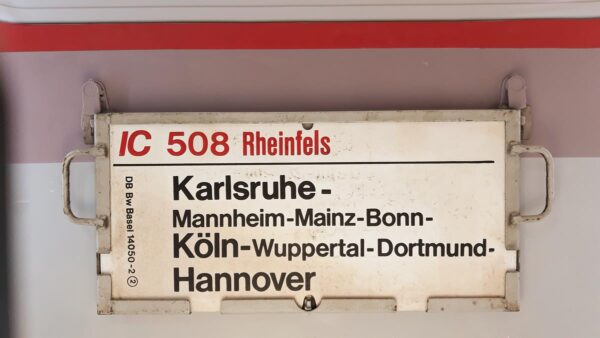 IC 508 Rheinfels
DB Bw Basel 14050-2 ②
Karlsruhe-
Mannheim-Mainz-Bonn-
Köln-Wuppertal-Dortmund-
Hannover